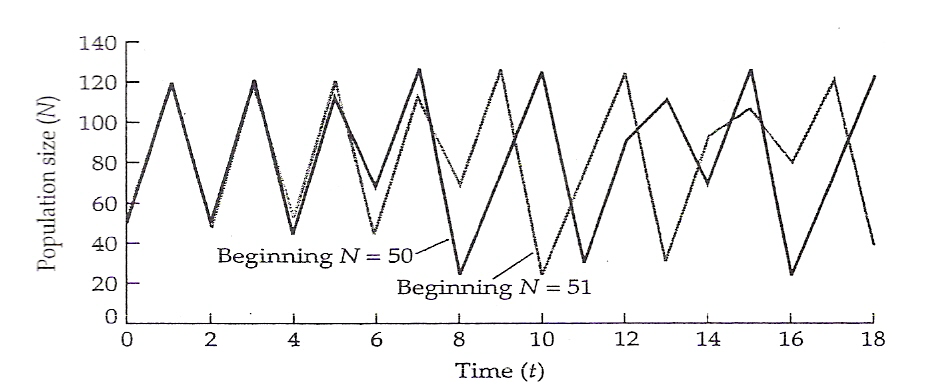 140
120
100
80
60
40
20
0
Population size (N)
Beginning N = 50
Beginning N = 51
0 2 4 6 8 10 12 14 16 18
Time (t)